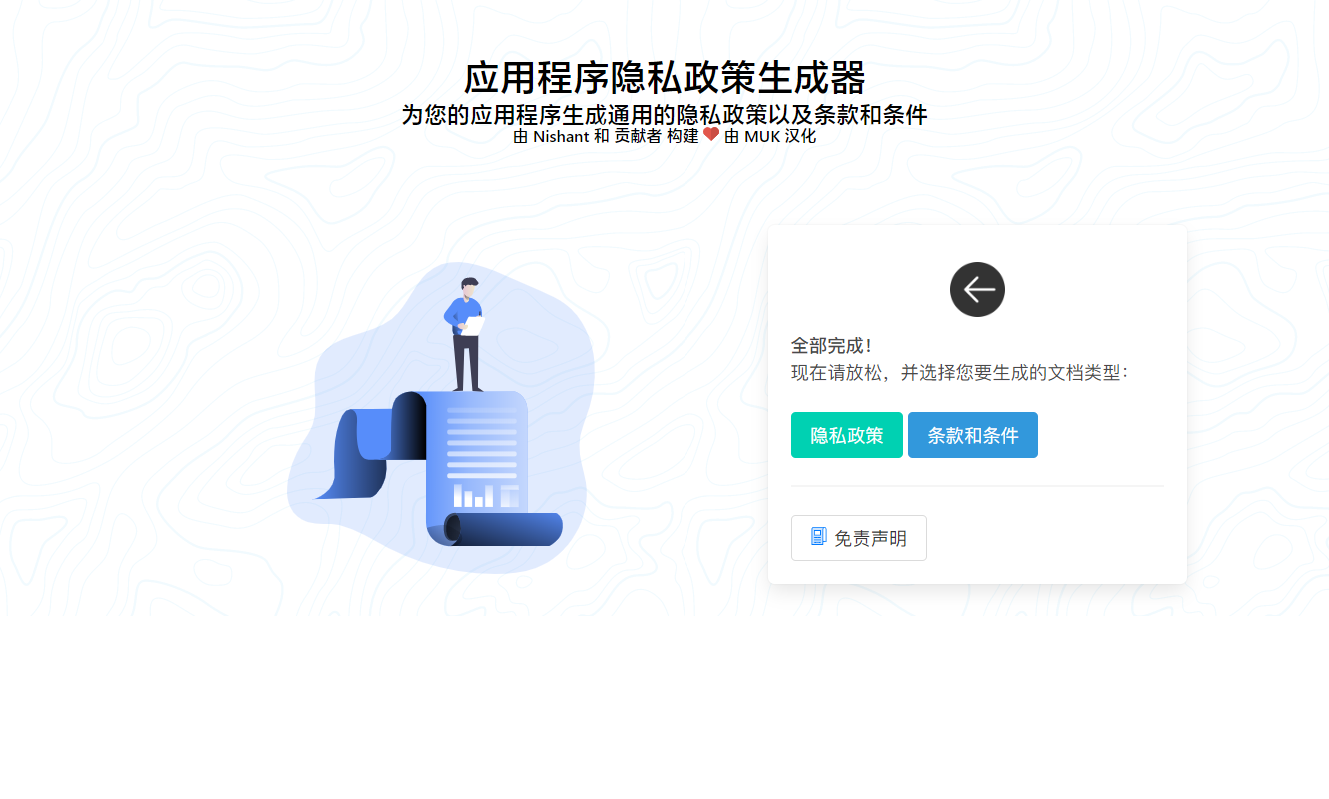 应用程序隐私政策生成器
为您的应用程序生成通用的隐私政策以及条款和条件
由 Nishant 和 贡献者 构建 ❤ 由 MUK 汉化
全部完成！
现在请放松，并选择您要生成的文档类型：
隐私政策 条款和条件
免责声明